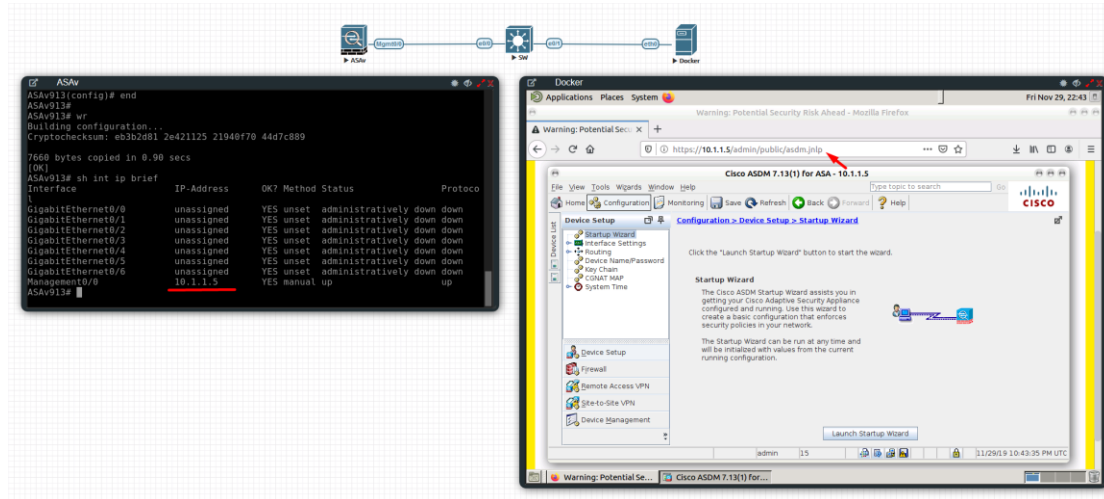 Mgmt0/0
e0/0
e0/1
eth0
ASAv
SW
Docker
ASAv
ASAv913(config)# end
ASAv913#
ASAv913# wr
Building configuration...
Cryptochecksum: eb3b2d81 2e421125 21940f70 44d7c889
7660 bytes copied in 0.90 secs
[OK]
ASAv913# sh int ip brief
Interface IP-Address OK? Method Status Protoco
l
GigabitEthernet0/0 unassigned YES unset administratively down down
GigabitEthernet0/1 unassigned YES unset administratively down down
GigabitEthernet0/2 unassigned YES unset administratively down down
GigabitEthernet0/3 unassigned YES unset administratively down down
GigabitEthernet0/4 unassigned YES unset administratively down down
GigabitEthernet0/5 unassigned YES unset administratively down down
GigabitEthernet0/6 unassigned YES unset administratively down down
Management0/0 10.1.1.5 YES manual up up
ASAv913#
Docker
Applications Places System Fri Nov 29, 22:43
Warning: Potential Security Risk Ahead - Mozilla Firefox
Warning: Potential Secu
https://10.1.1.5/admin/public/asdm.jnlp
Cisco ASDM 7.13(1) for ASA - 10.1.1.5
File View Tools Wizards Window Help Type topic to search Go
Home Configuration Monitoring Save Refresh Back Forward Help
CISCO
Device List
Device Setup
Configuration > Device Setup > Startup Wizard
Startup Wizard
Interface Settings
Routing
Device Name/Password
Key Chain
CGNAT MAP
System Time
Click the "Launch Startup Wizard" button to start the wizard.
Startup Wizard
The Cisco ASDM Startup Wizard assists you in
getting your Cisco Adaptive Security Appliance
configured and running. Use this wizard to
create a basic configuration that enforces
security policies in your network.
The Startup Wizard can be run at any time and
will be initialized with values from the current
running configuration.
Device Setup
Firewall
Remote Access VPN
Site-to-Site VPN
Device Management
Launch Startup Wizard
admin 15 11/29/19 10:43:35 PM UTC
Warning: Potential Se... Cisco ASDM 7.13(1) for...